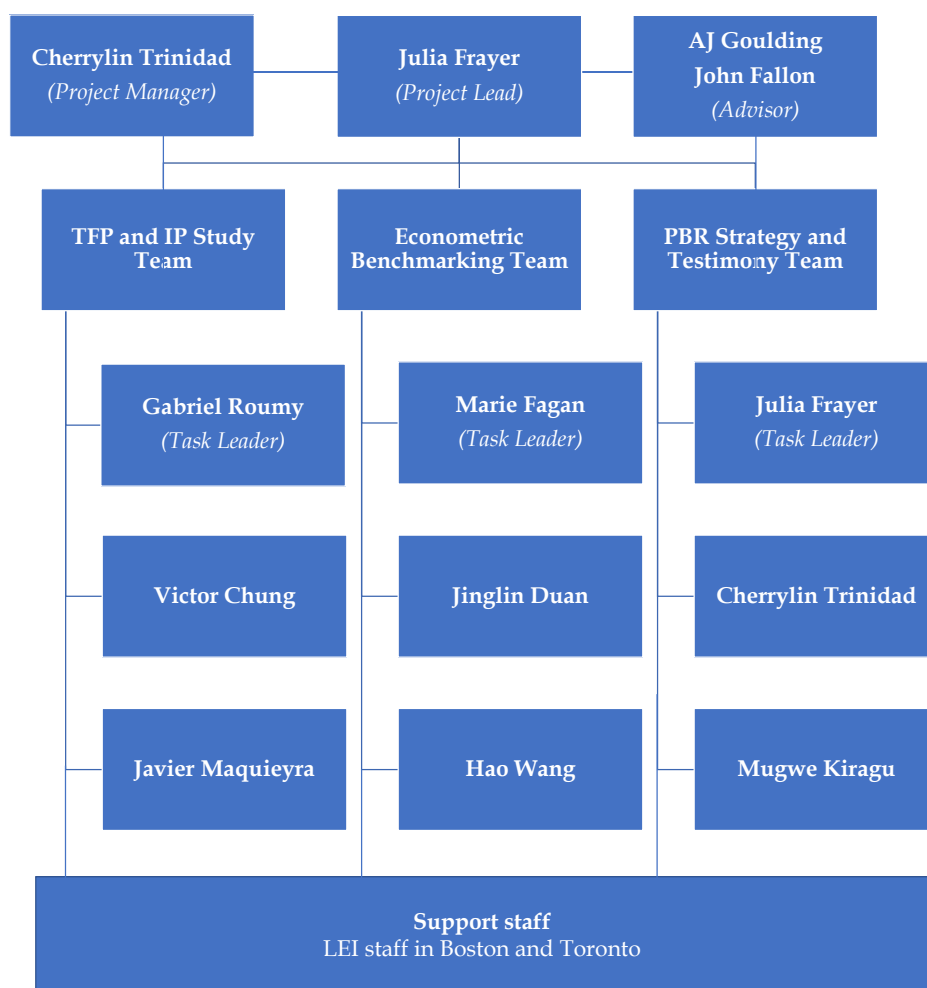 Cherrylin Trinidad
(Project Manager)
Julia Frayer
(Project Lead)
AJ Goulding
John Fallon
(Advisor)
TFP and IP Study
Team
Econometric
Benchmarking Team
PBR Strategy and
Testimony Team
Gabriel Roumy
(Task Leader)
Marie Fagan
(Task Leader)
Julia Frayer
(Task Leader)
Victor Chung
Jinglin Duan
Cherrylin Trinidad
Javier Maquieyra
Hao Wang
Mugwe Kiragu
Support staff
LEI staff in Boston and Toronto